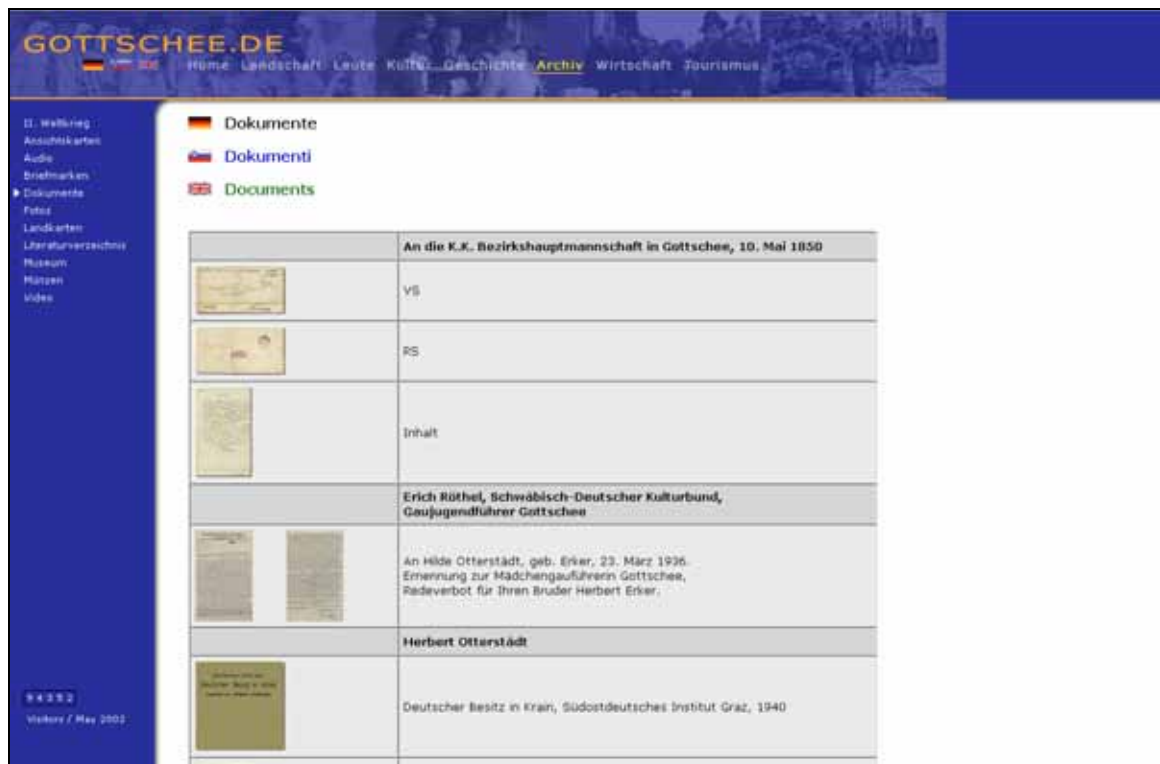 GOTTSCHEE.DE
Home Landschaft Leute Kultur Geschichte Archiv Wirtschaft Tourismus
II. Weltkrieg
Ansichtskarten
Audio
Briefmarken
Dokumente
Fotos
Landkarten
Literaturverzeichnis
Museum
Münzen
Video
Visitors / May 2002
Dokumente
Dokumenti
Documents
An die K.K. Bezirkshauptmannschaft in Gottschee, 10. Mai 1850
VS
RS
Inhalt
Erich Röthel, Schwäbisch-Deutscher Kulturbund,
Gaujugendführer Gottschee
An Hilde Otterstädt, geb. Erker, 23. März 1936.
Ernennung zur Mädchengauführerin Gottschee,
Redeverbot für Ihren Bruder Herbert Erker.
Herbert Otterstädt
Deutscher Besitz in Krain, Südostdeutsches Institut Graz, 1940